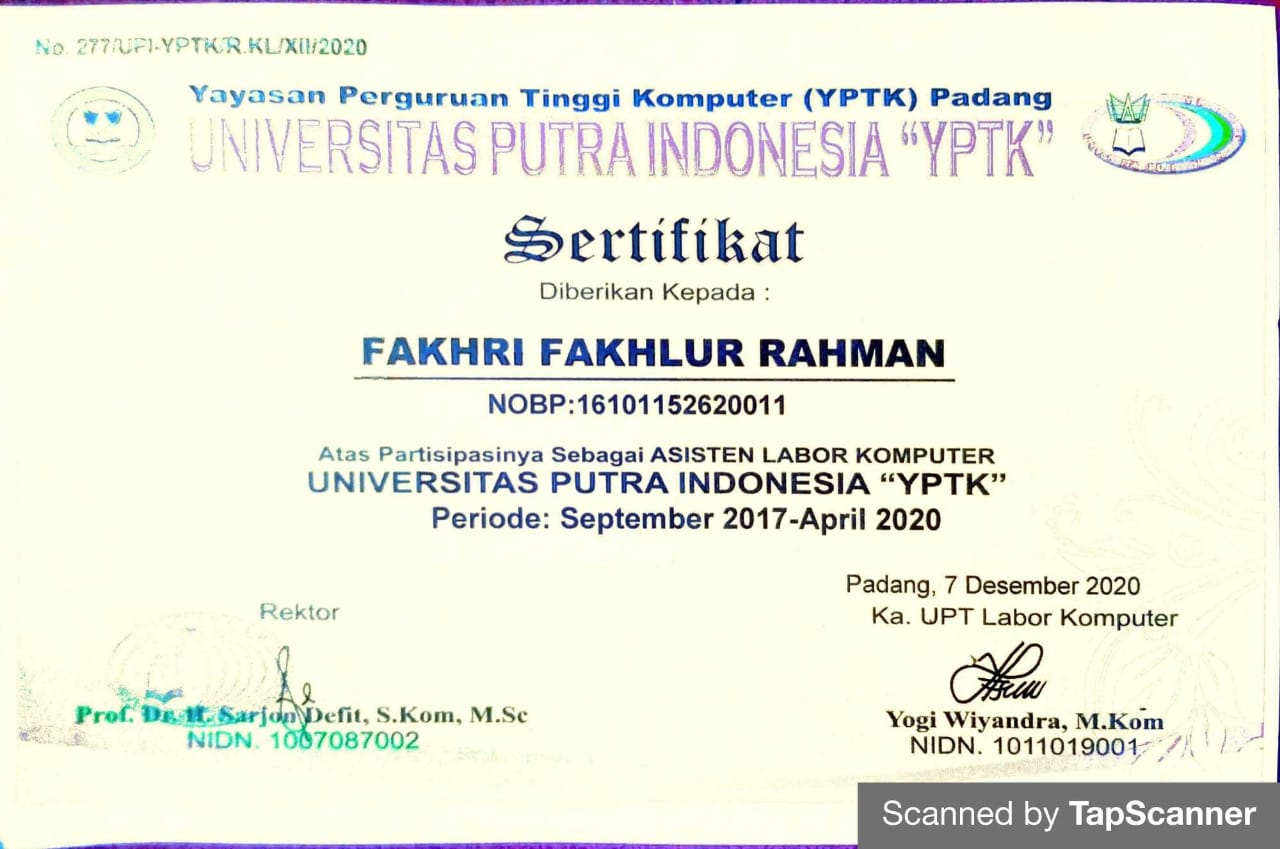 No. 277/UPI-YPTK/R.KL/XII/2020
Yayasan Perguruan Tinggi Komputer (YPTK) Padang
UNIVERSITAS PUTRA INDONESIA “YPTK”
Sertifikat
Diberikan Kepada :
FAKHRI FAKHLUR RAHMAN
NOBP:16101152620011
Atas Partisipasinya Sebagai ASISTEN LABOR KOMPUTER
UNIVERSITAS PUTRA INDONESIA “YPTK”
Periode: September 2017-April 2020
Padang, 7 Desember 2020
Rektor
Ka. UPT Labor Komputer
Prof. Dr. H. Sarjon Defit, S.Kom, M.Sc
NIDN. 1007087002
Yogi Wiyandra, M.Kom
NIDN. 1011019001
Scanned by TapScanner